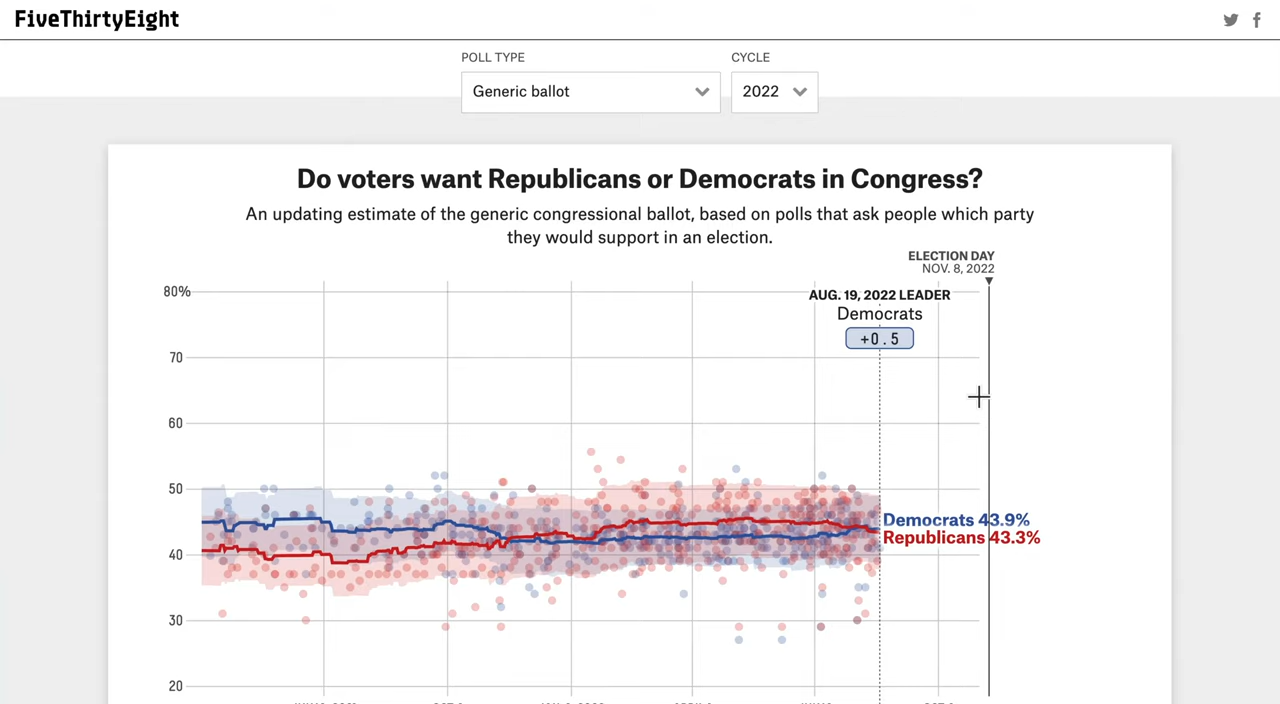 FiveThirtyEight
POLL TYPE
CYCLE
Generic ballot
2022
Do voters want Republicans or Democrats in Congress?
An updating estimate of the generic congressional ballot, based on polls that ask people which party
they would support in an election.
ELECTION DAY
NOV. 8, 2022
80%
AUG. 19, 2022 LEADER
Democrats
+0.5
70
60
50
Democrats 43.9%
Republicans 43.3%
40
30
20